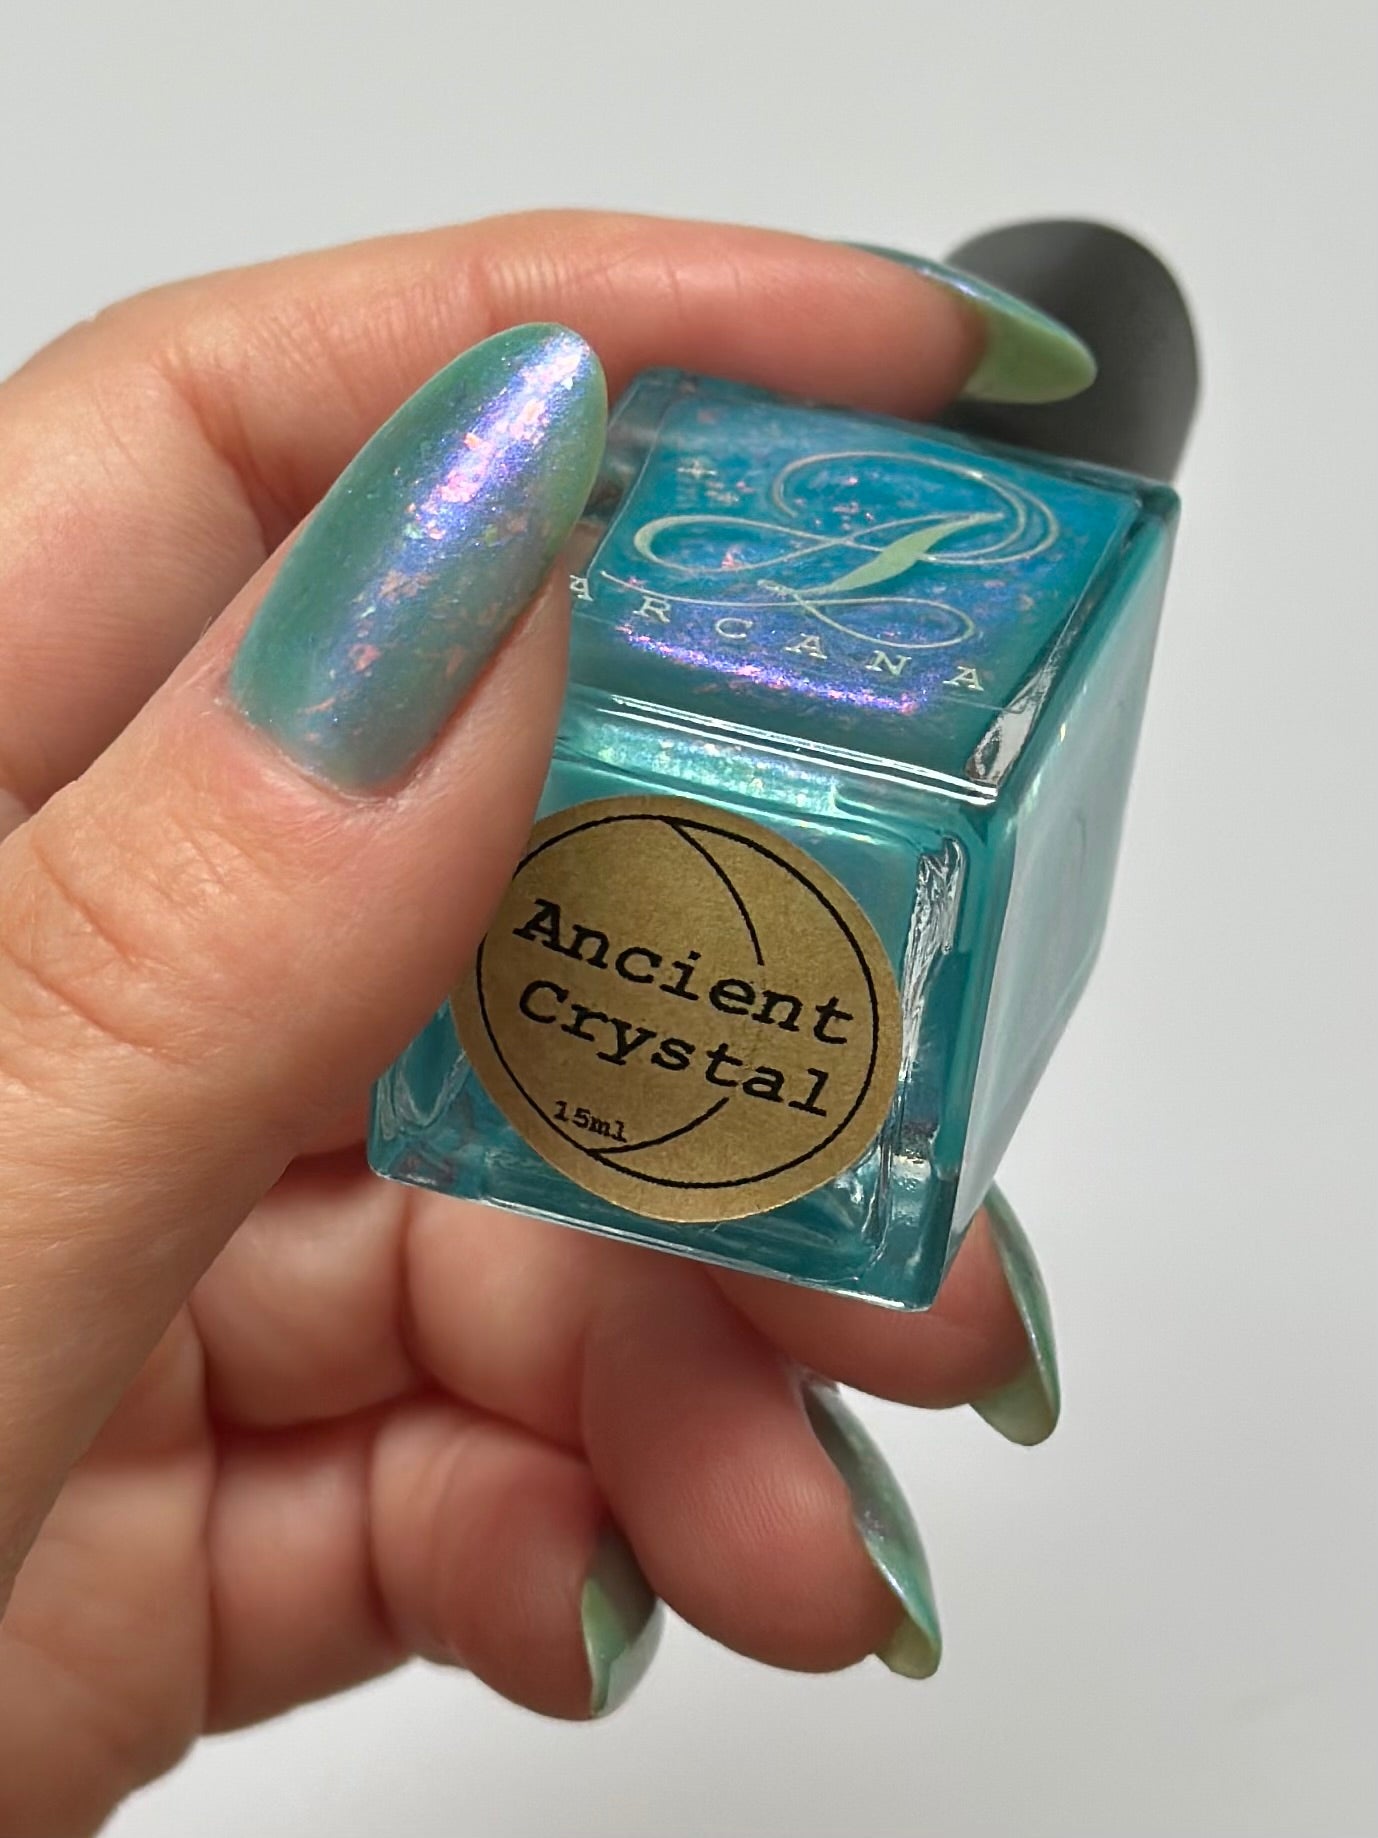 ARCANA
Ancient
Crystal
15ml